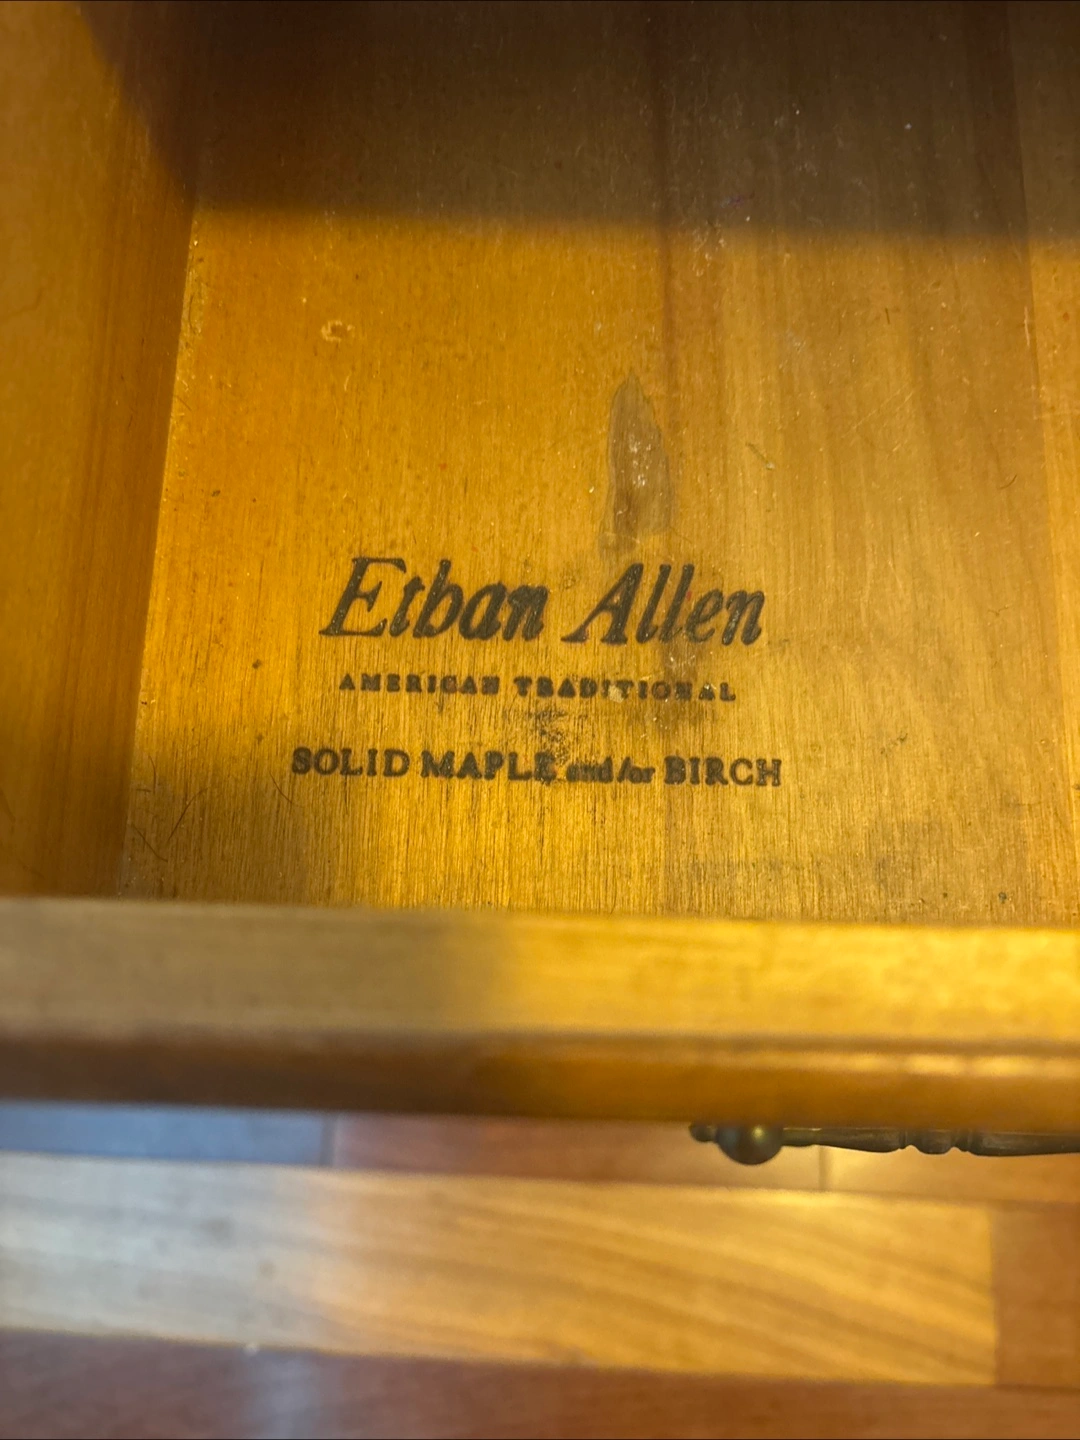 Ethan Allen
AMERICAN TRADITIONAL
SOLID MAPLE and/or BIRCH